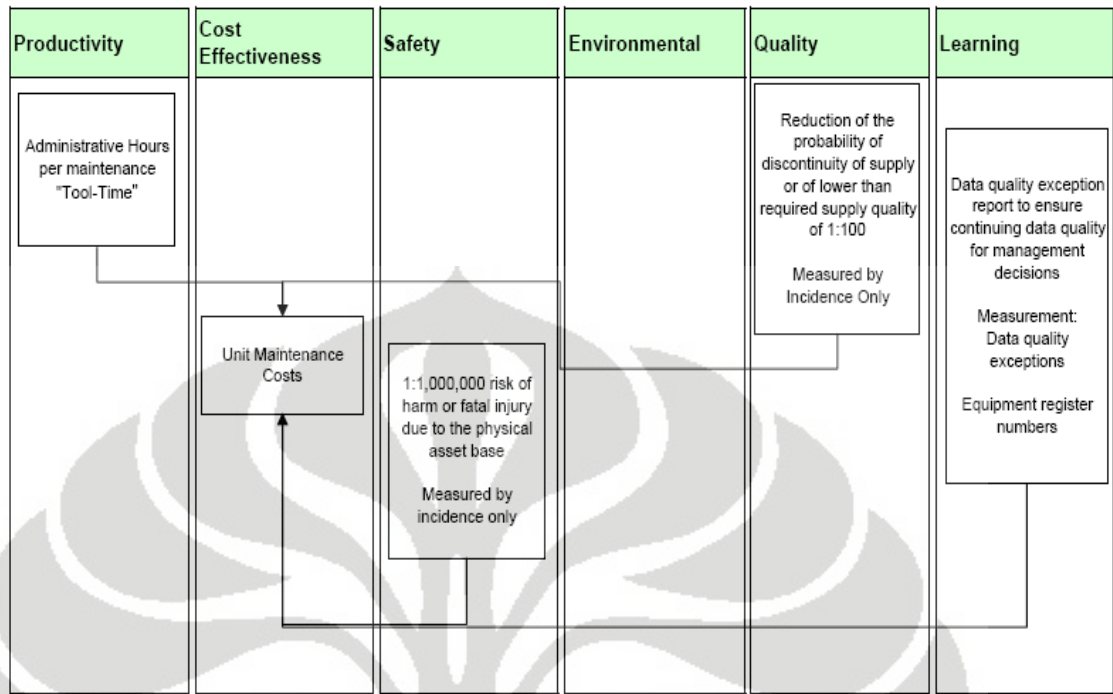 Productivity
Cost
Effectiveness
Safety
Environmental
Quality
Learning
Administrative Hours
per maintenance
"Tool-Time"
Unit Maintenance
Costs
1:1,000,000 risk of
harm or fatal injury
due to the physical
asset base
Measured by
incidence only
Reduction of the
probability of
discontinuity of supply
or of lower than
required supply quality
of 1:100
Measured by
Incidence Only
Data quality exception
report to ensure
continuing data quality
for management
decisions
Measurement:
Data quality
exceptions
Equipment register
numbers